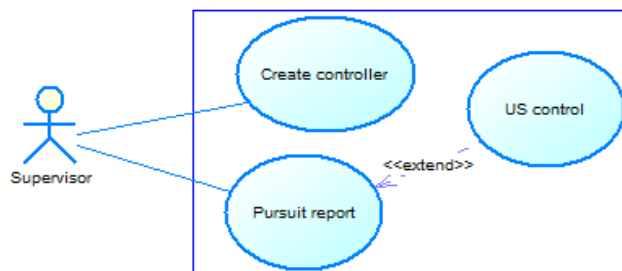 Create controller
US control
<<extend>>
Supervisor
Pursuit report